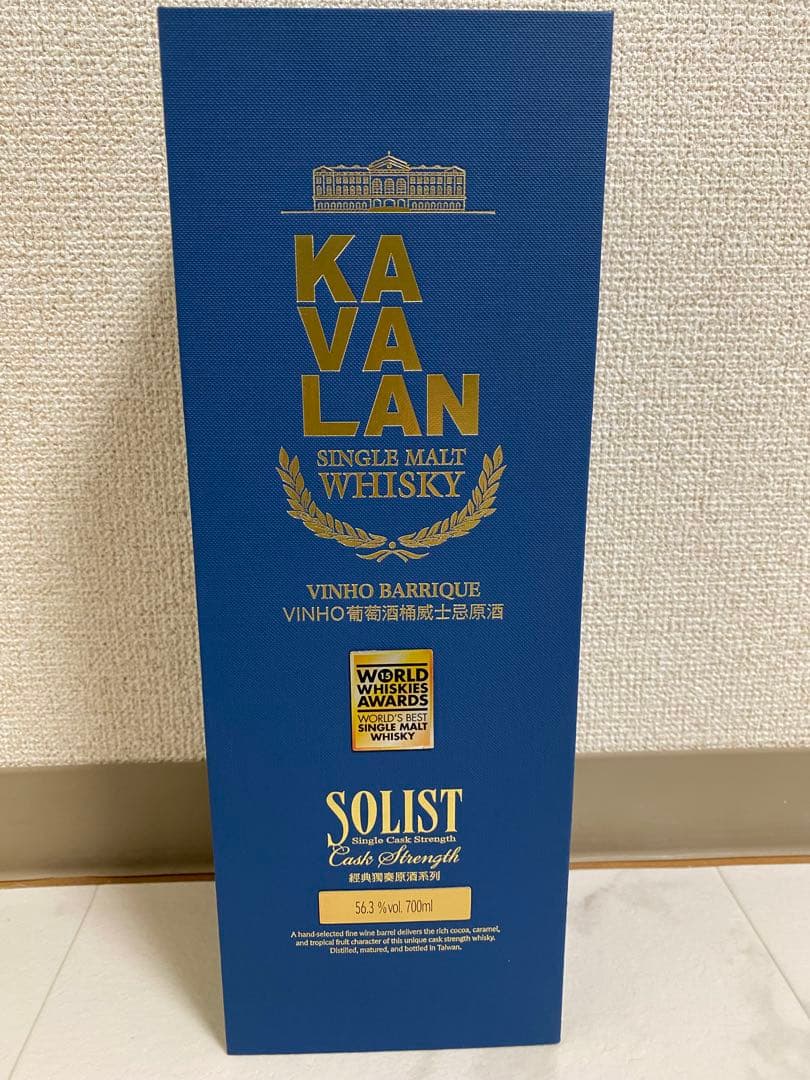 KA
VA
LAN
SINGLE MALT
WHISKY
VINHO BARRIQUE
VINHO葡萄酒桶威士忌原酒
WORLD
15
WHISKIES
AWARDS
WORLD'S BEST
SINGLE MALT
WHISKY
SOLIST
Single Cask Strength
Cask Strength
經典獨奏原酒系列
56.3 %vol. 700ml
A hand-selected fine wine barrel delivers the rich cocoa, caramel,
and tropical fruit character of this unique cask strength whisky.
Distilled, matured, and bottled in Taiwan.